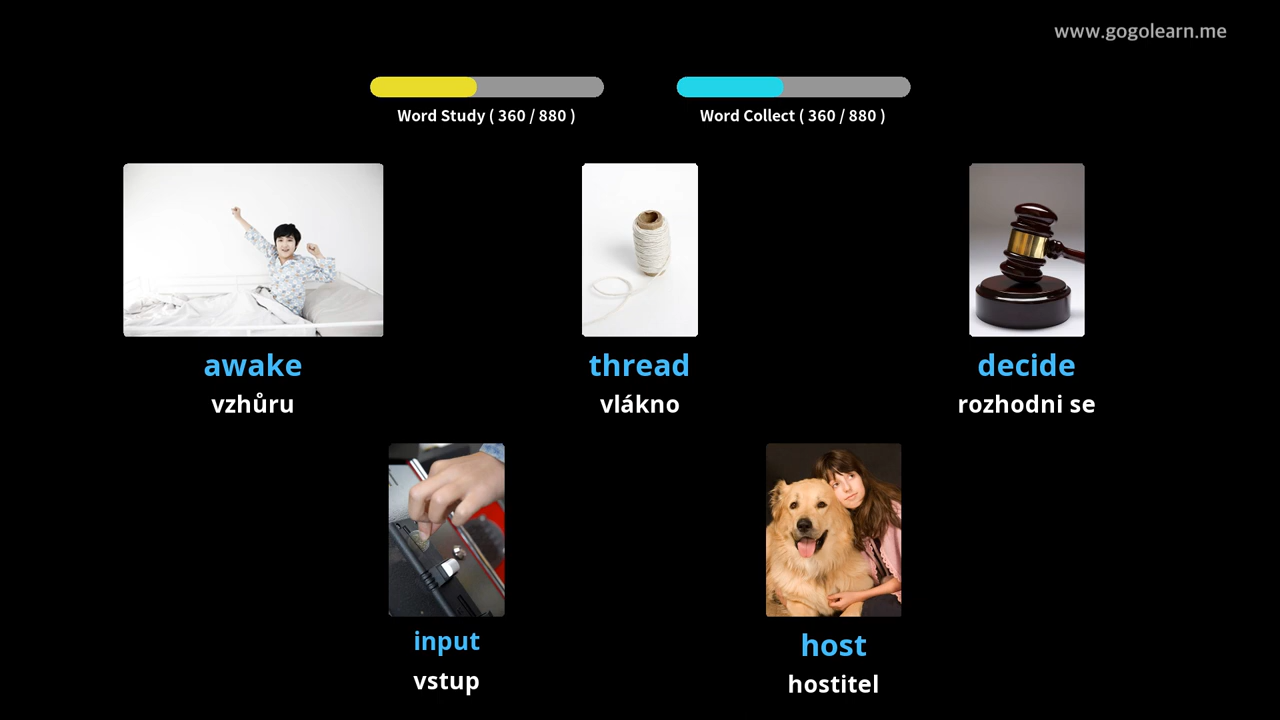 www.gogolearn.me
Word Study ( 360 / 880 )
Word Collect ( 360 / 880 )
awake
thread
decide
vzhůru
vlákno
rozhodni se
input
host
vstup
hostitel